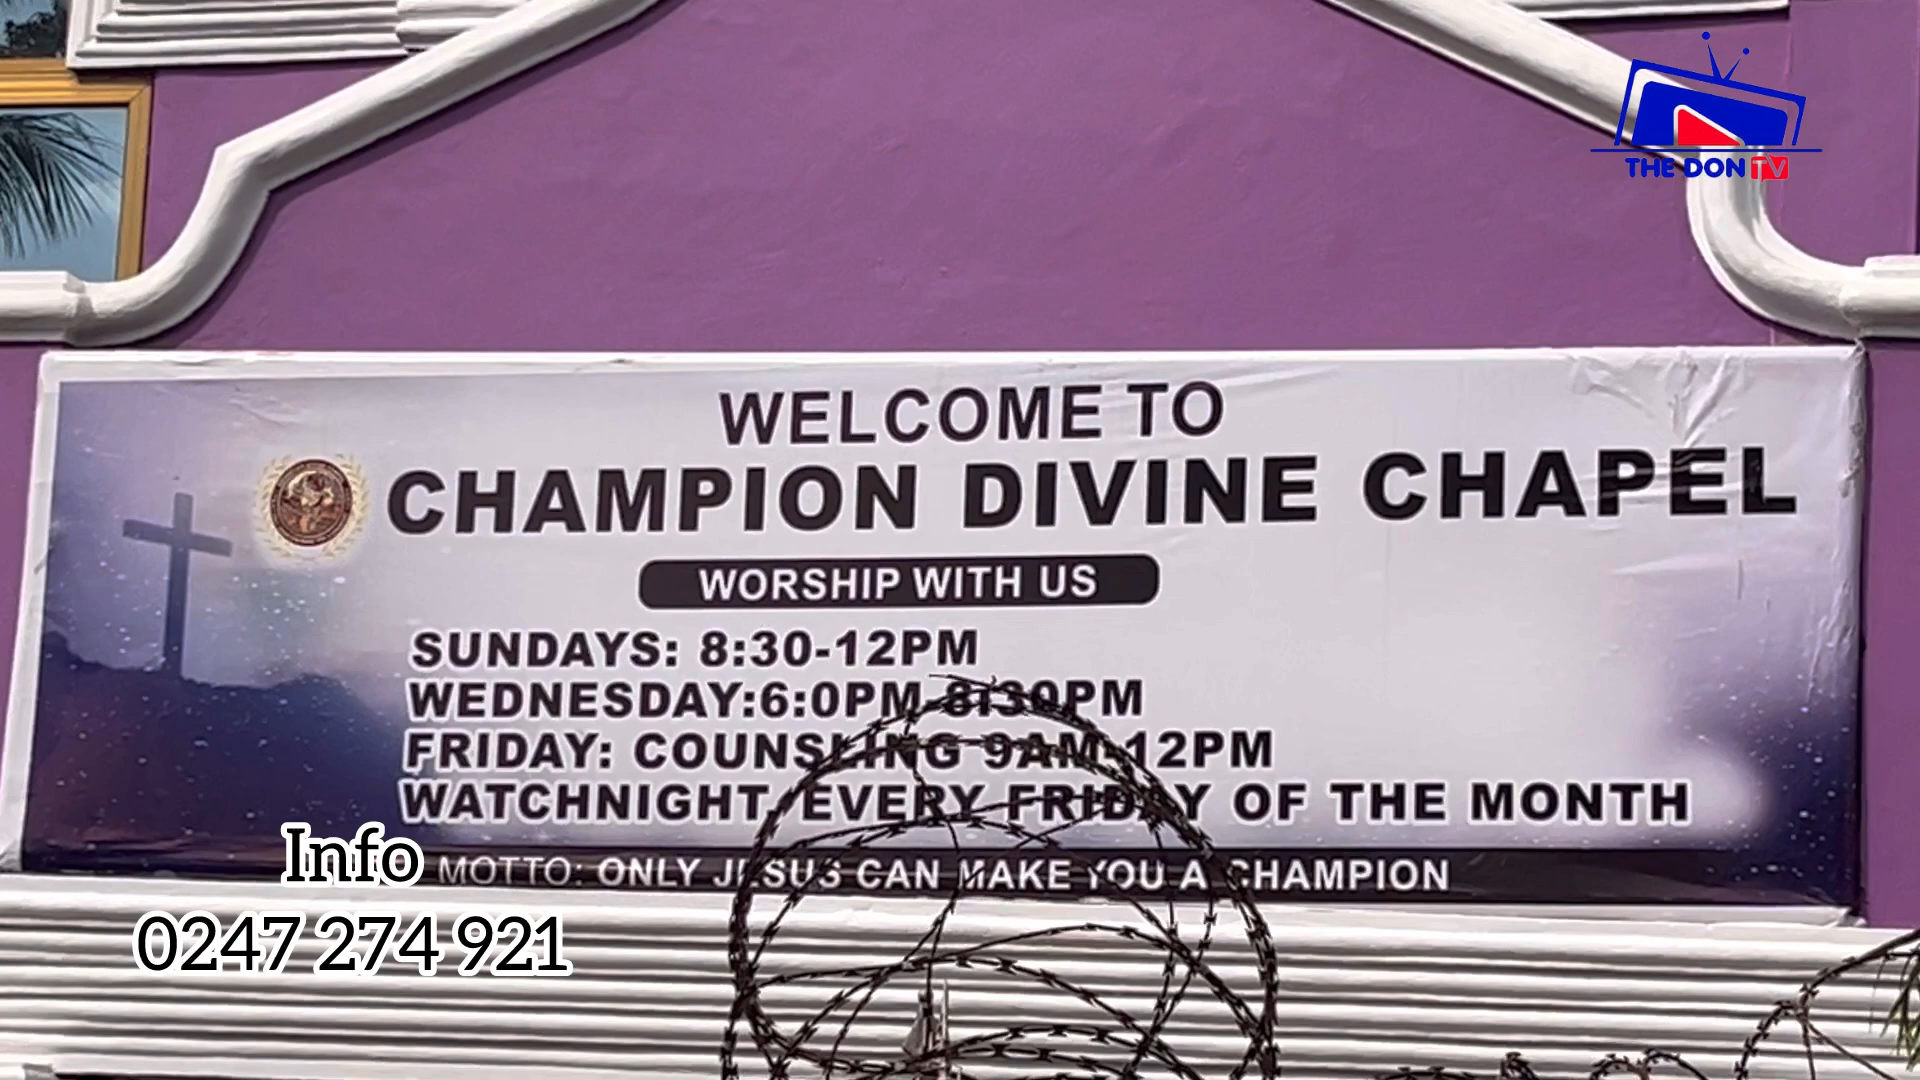 THE DON TV
WELCOME TO
CHAMPION DIVINE CHAPEL
WORSHIP WITH US
SUNDAYS: 8:30-12PM
WEDNESDAY:6:0PM-8:30PM
FRIDAY: COUNSLING 9AM-12PM
WATCHNIGHT, EVERY FRIDAY OF THE MONTH
MOTTO: ONLY JESUS CAN MAKE YOU A CHAMPION
Info
0247 274 921